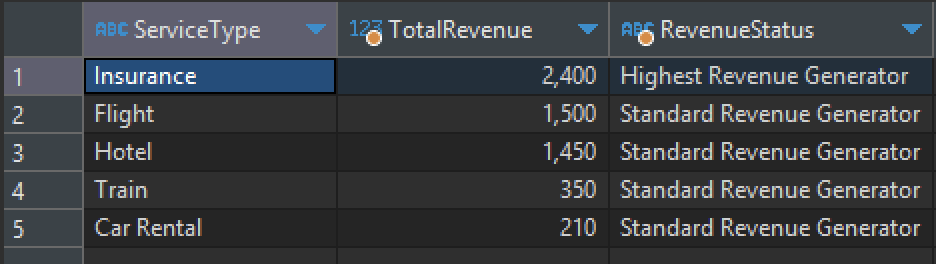 ABC ServiceType 123 TotalRevenue ABC RevenueStatus
1 Insurance 2,400 Highest Revenue Generator
2 Flight 1,500 Standard Revenue Generator
3 Hotel 1,450 Standard Revenue Generator
4 Train 350 Standard Revenue Generator
5 Car Rental 210 Standard Revenue Generator